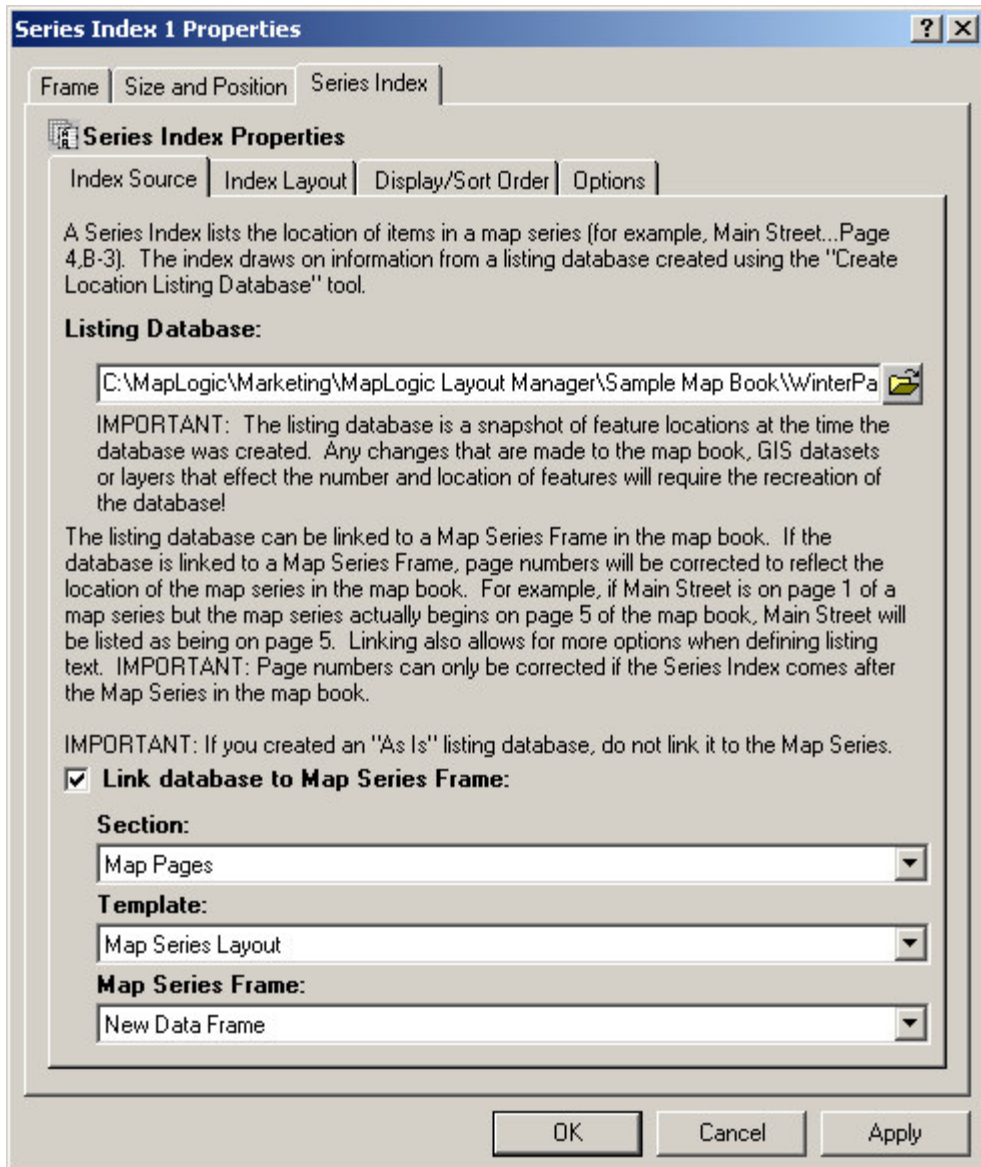 Series Index 1 Properties
Frame
Size and Position
Series Index
Series Index Properties
Index Source
Index Layout
Display/Sort Order
Options
A Series Index lists the location of items in a map series (for example, Main Street...Page
4,B-3).  The index draws on information from a listing database created using the "Create
Location Listing Database" tool.
Listing Database:
C:\MapLogic\Marketing\MapLogic Layout Manager\Sample Map Book\WinterPa
IMPORTANT:  The listing database is a snapshot of feature locations at the time the
database was created.  Any changes that are made to the map book, GIS datasets
or layers that effect the number and location of features will require the recreation of
the database!
The listing database can be linked to a Map Series Frame in the map book.  If the
database is linked to a Map Series Frame, page numbers will be corrected to reflect the
location of the map series in the map book.  For example, if Main Street is on page 1 of a
map series but the map series actually begins on page 5 of the map book, Main Street will
be listed as being on page 5.  Linking also allows for more options when defining listing
text.  IMPORTANT: Page numbers can only be corrected if the Series Index comes after
the Map Series in the map book.
IMPORTANT: If you created an "As Is" listing database, do not link it to the Map Series.
Link database to Map Series Frame:
Section:
Map Pages
Template:
Map Series Layout
Map Series Frame:
New Data Frame
OK
Cancel
Apply